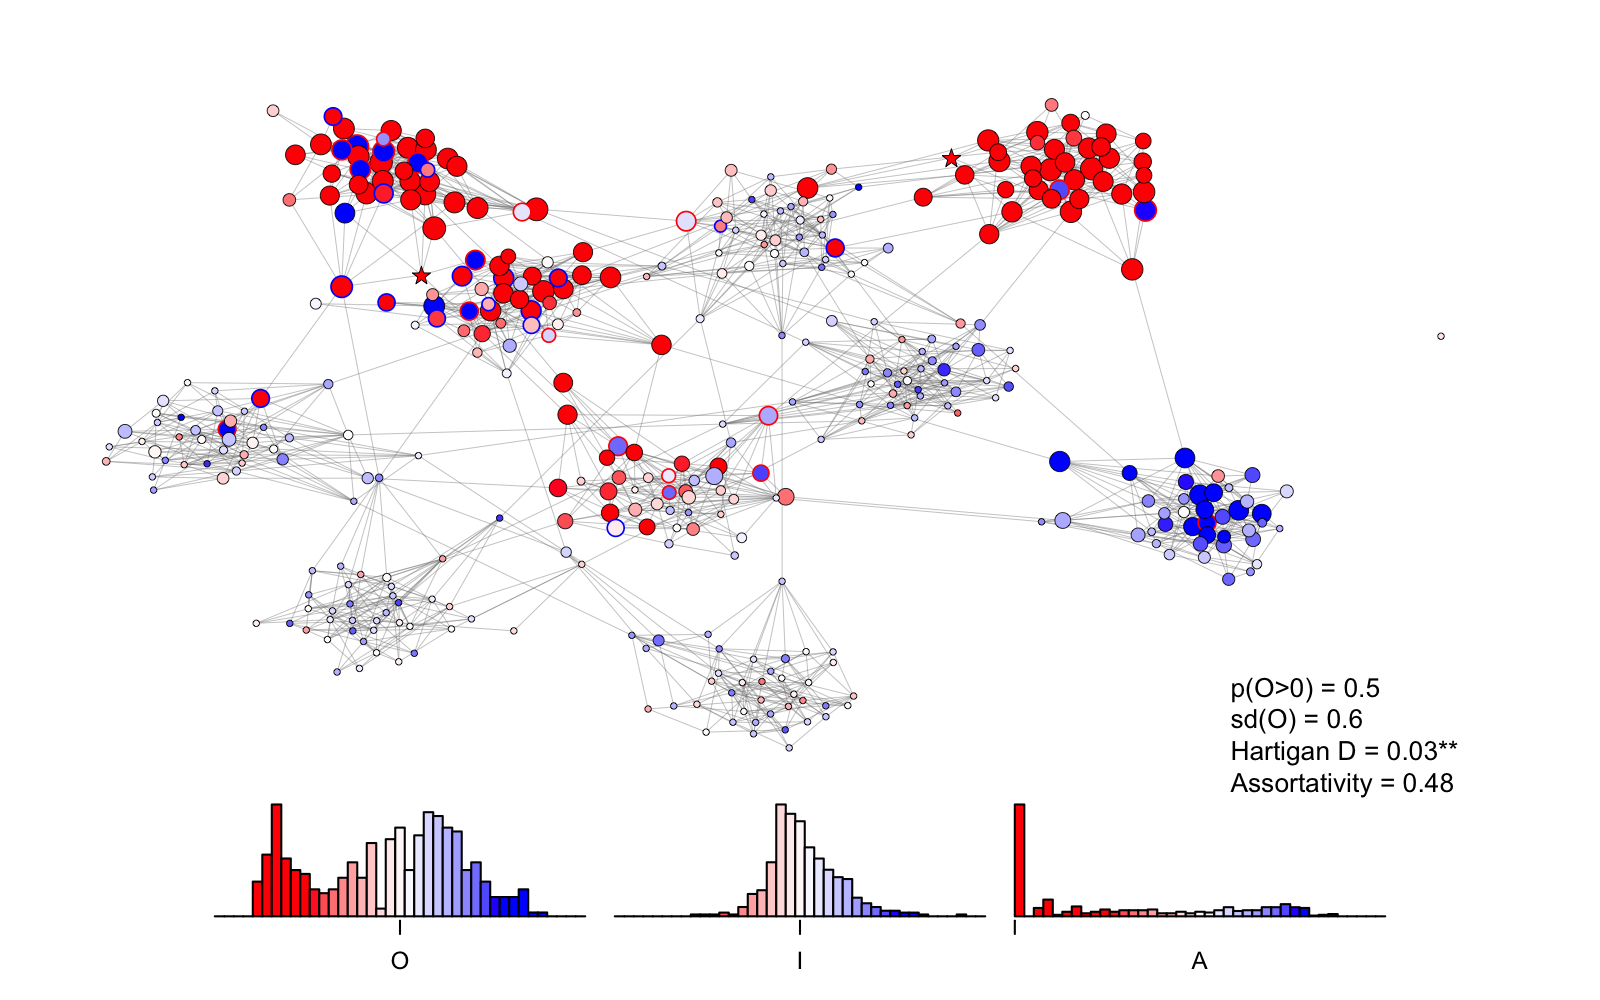 p(O>0) = 0.5
sd(O) = 0.6
Hartigan D = 0.03**
Assortativity = 0.48
O
I
A